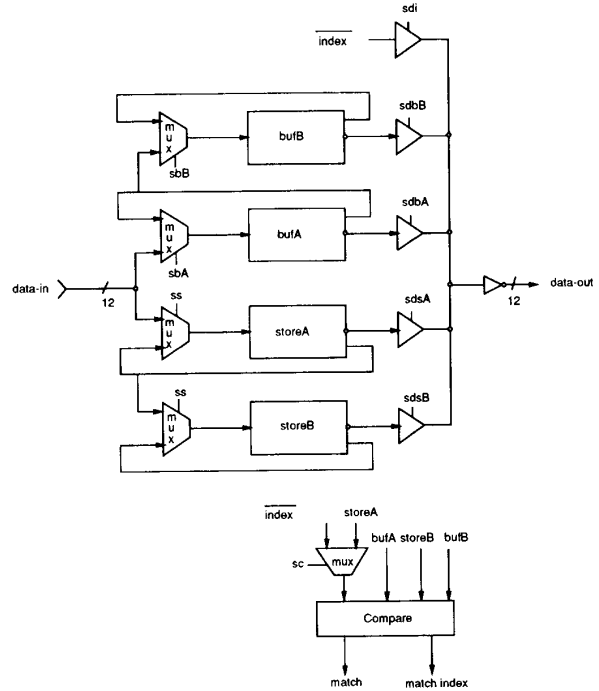 sdi
index
sdbB
mux
bufB
sbB
sdbA
mux
bufA
sbA
data-in
12
ss
data-out
12
sdsA
mux
storeA
ss
sdsB
mux
storeB
index
storeA
bufA storeB bufB
sc
mux
Compare
match
match index